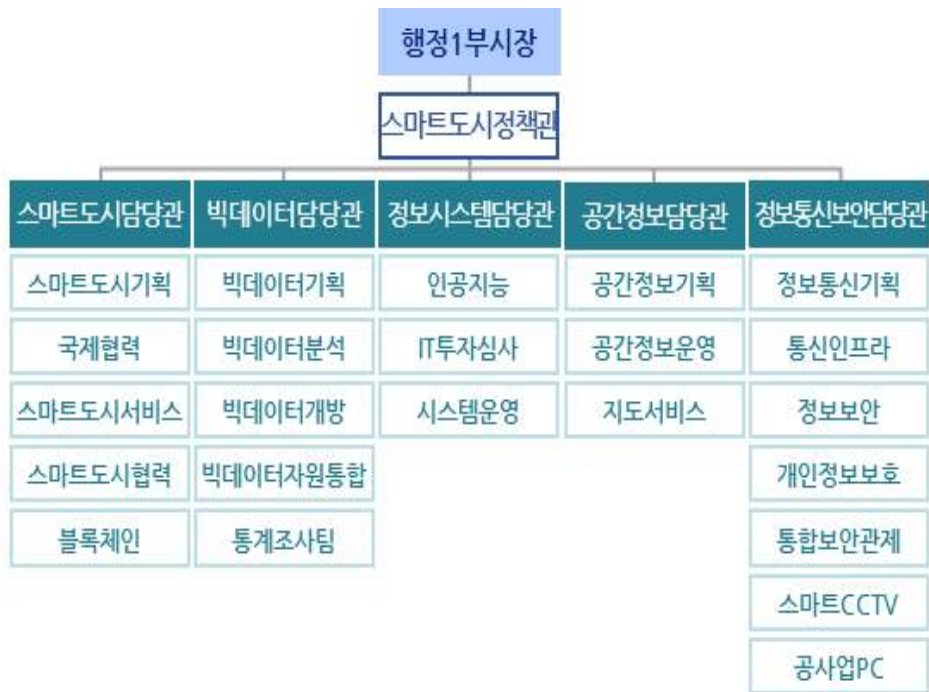 행정1부시장
스마트도시정책관
스마트도시담당관 빅데이터담당관 정보시스템담당관 공간정보담당관 정보통신보안담당관
스마트도시기획 빅데이터기획 인공지능 공간정보기획 정보통신기획
국제협력 빅데이터분석 IT투자심사 공간정보운영 통신인프라
스마트도시서비스 빅데이터개방 시스템운영 지도서비스 정보보안
스마트도시협력 빅데이터자원통합 개인정보보호
블록체인 통계조사팀 통합보안관제
스마트CCTV
공사업PC